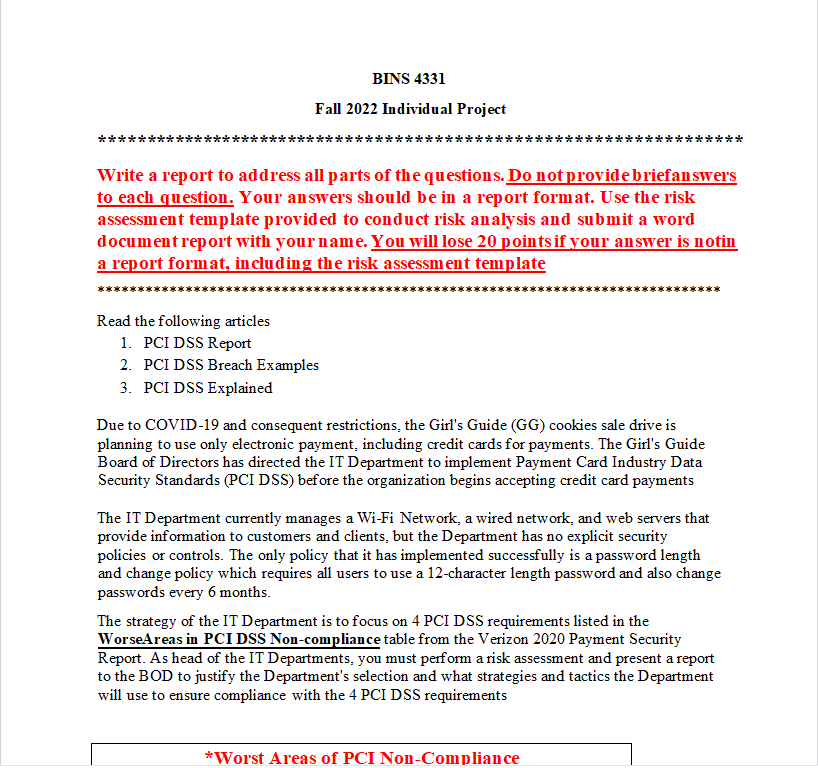 BINS 4331
Fall 2022 Individual Project
*****************************************************************
Write a report to address all parts of the questions. Do not provide briefanswers
to each question. Your answers should be in a report format. Use the risk
assessment template provided to conduct risk analysis and submit a word
document report with your name. You will lose 20 points if your answer is notin
a report format, including the risk assessment template
******************************************************************************
Read the following articles
1. PCI DSS Report
2. PCI DSS Breach Examples
3. PCI DSS Explained
Due to COVID-19 and consequent restrictions, the Girl's Guide (GG) cookies sale drive is
planning to use only electronic payment, including credit cards for payments. The Girl's Guide
Board of Directors has directed the IT Department to implement Payment Card Industry Data
Security Standards (PCI DSS) before the organization begins accepting credit card payments
The IT Department currently manages a Wi-Fi Network, a wired network, and web servers that
provide information to customers and clients, but the Department has no explicit security
policies or controls. The only policy that it has implemented successfully is a password length
and change policy which requires all users to use a 12-character length password and also change
passwords every 6 months.
The strategy of the IT Department is to focus on 4 PCI DSS requirements listed in the
WorseAreas in PCI DSS Non-compliance table from the Verizon 2020 Payment Security
Report. As head of the IT Departments, you must perform a risk assessment and present a report
to the BOD to justify the Department's selection and what strategies and tactics the Department
will use to ensure compliance with the 4 PCI DSS requirements
*Worst Areas of PCI Non-Compliance